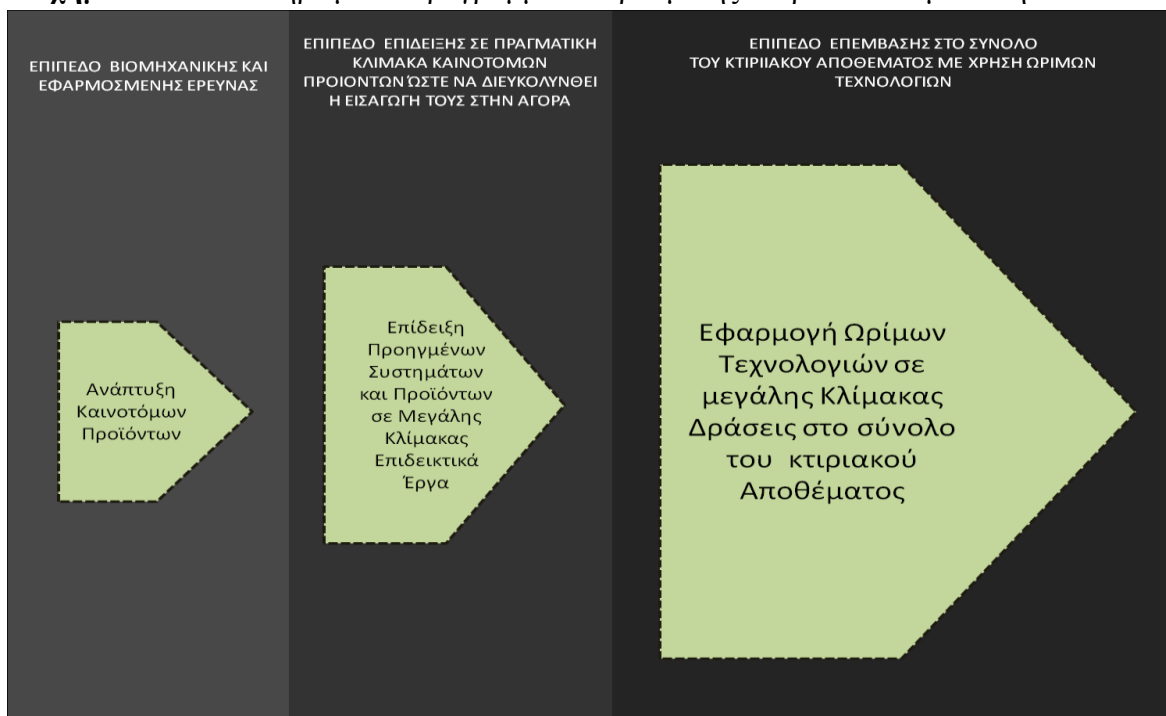 ΕΠΙΠΕΔΟ ΒΙΟΜΗΧΑΝΙΚΗΣ ΚΑΙ
ΕΦΑΡΜΟΣΜΕΝΗΣ ΕΡΕΥΝΑΣ
ΕΠΙΠΕΔΟ ΕΠΙΔΕΙΞΗΣ ΣΕ ΠΡΑΓΜΑΤΙΚΗ
ΚΛΙΜΑΚΑ ΚΑΙΝΟΤΟΜΩΝ
ΠΡΟΙΟΝΤΩΝ ΏΣΤΕ ΝΑ ΔΙΕΥΚΟΛΥΝΘΕΙ
Η ΕΙΣΑΓΩΓΗ ΤΟΥΣ ΣΤΗΝ ΑΓΟΡΑ
ΕΠΙΠΕΔΟ ΕΠΕΜΒΑΣΗΣ ΣΤΟ ΣΥΝΟΛΟ
ΤΟΥ ΚΤΙΡΙΙΑΚΟΥ ΑΠΟΘΕΜΑΤΟΣ ΜΕ ΧΡΗΣΗ ΩΡΙΜΩΝ
ΤΕΧΝΟΛΟΓΙΩΝ
Ανάπτυξη
Καινοτόμων
Προϊόντων
Επίδειξη
Προηγμένων
Συστημάτων
και Προϊόντων
σε Μεγάλης
Κλίμακας
Επιδεικτικά
Έργα
Εφαρμογή Ωρίμων
Τεχνολογιών σε
μεγάλης Κλίμακας
Δράσεις στο σύνολο
του κτιριακού
Αποθέματος